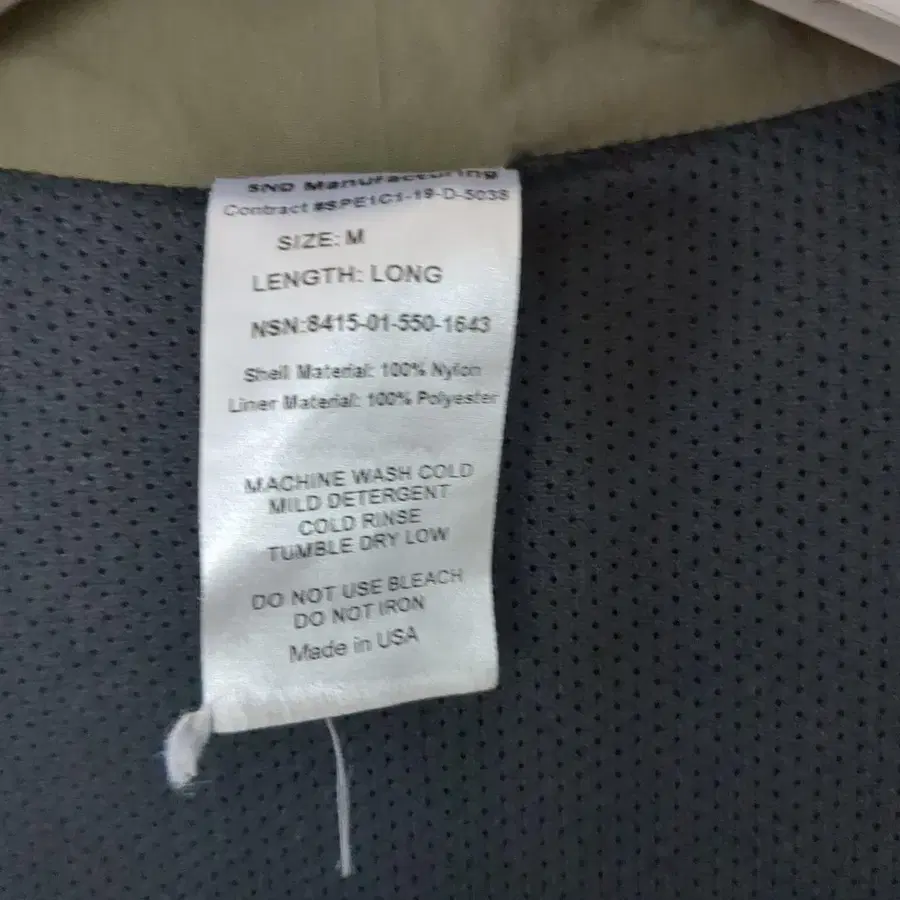 SND Manufacturing
Contract #SPE1C1-19-D-5038
SIZE: M
LENGTH: LONG
NSN:8415-01-550-1643
Shell Material: 100% Nylon
Liner Material: 100% Polyester
MACHINE WASH COLD
MILD DETERGENT
COLD RINSE
TUMBLE DRY LOW
DO NOT USE BLEACH
DO NOT IRON
Made in USA